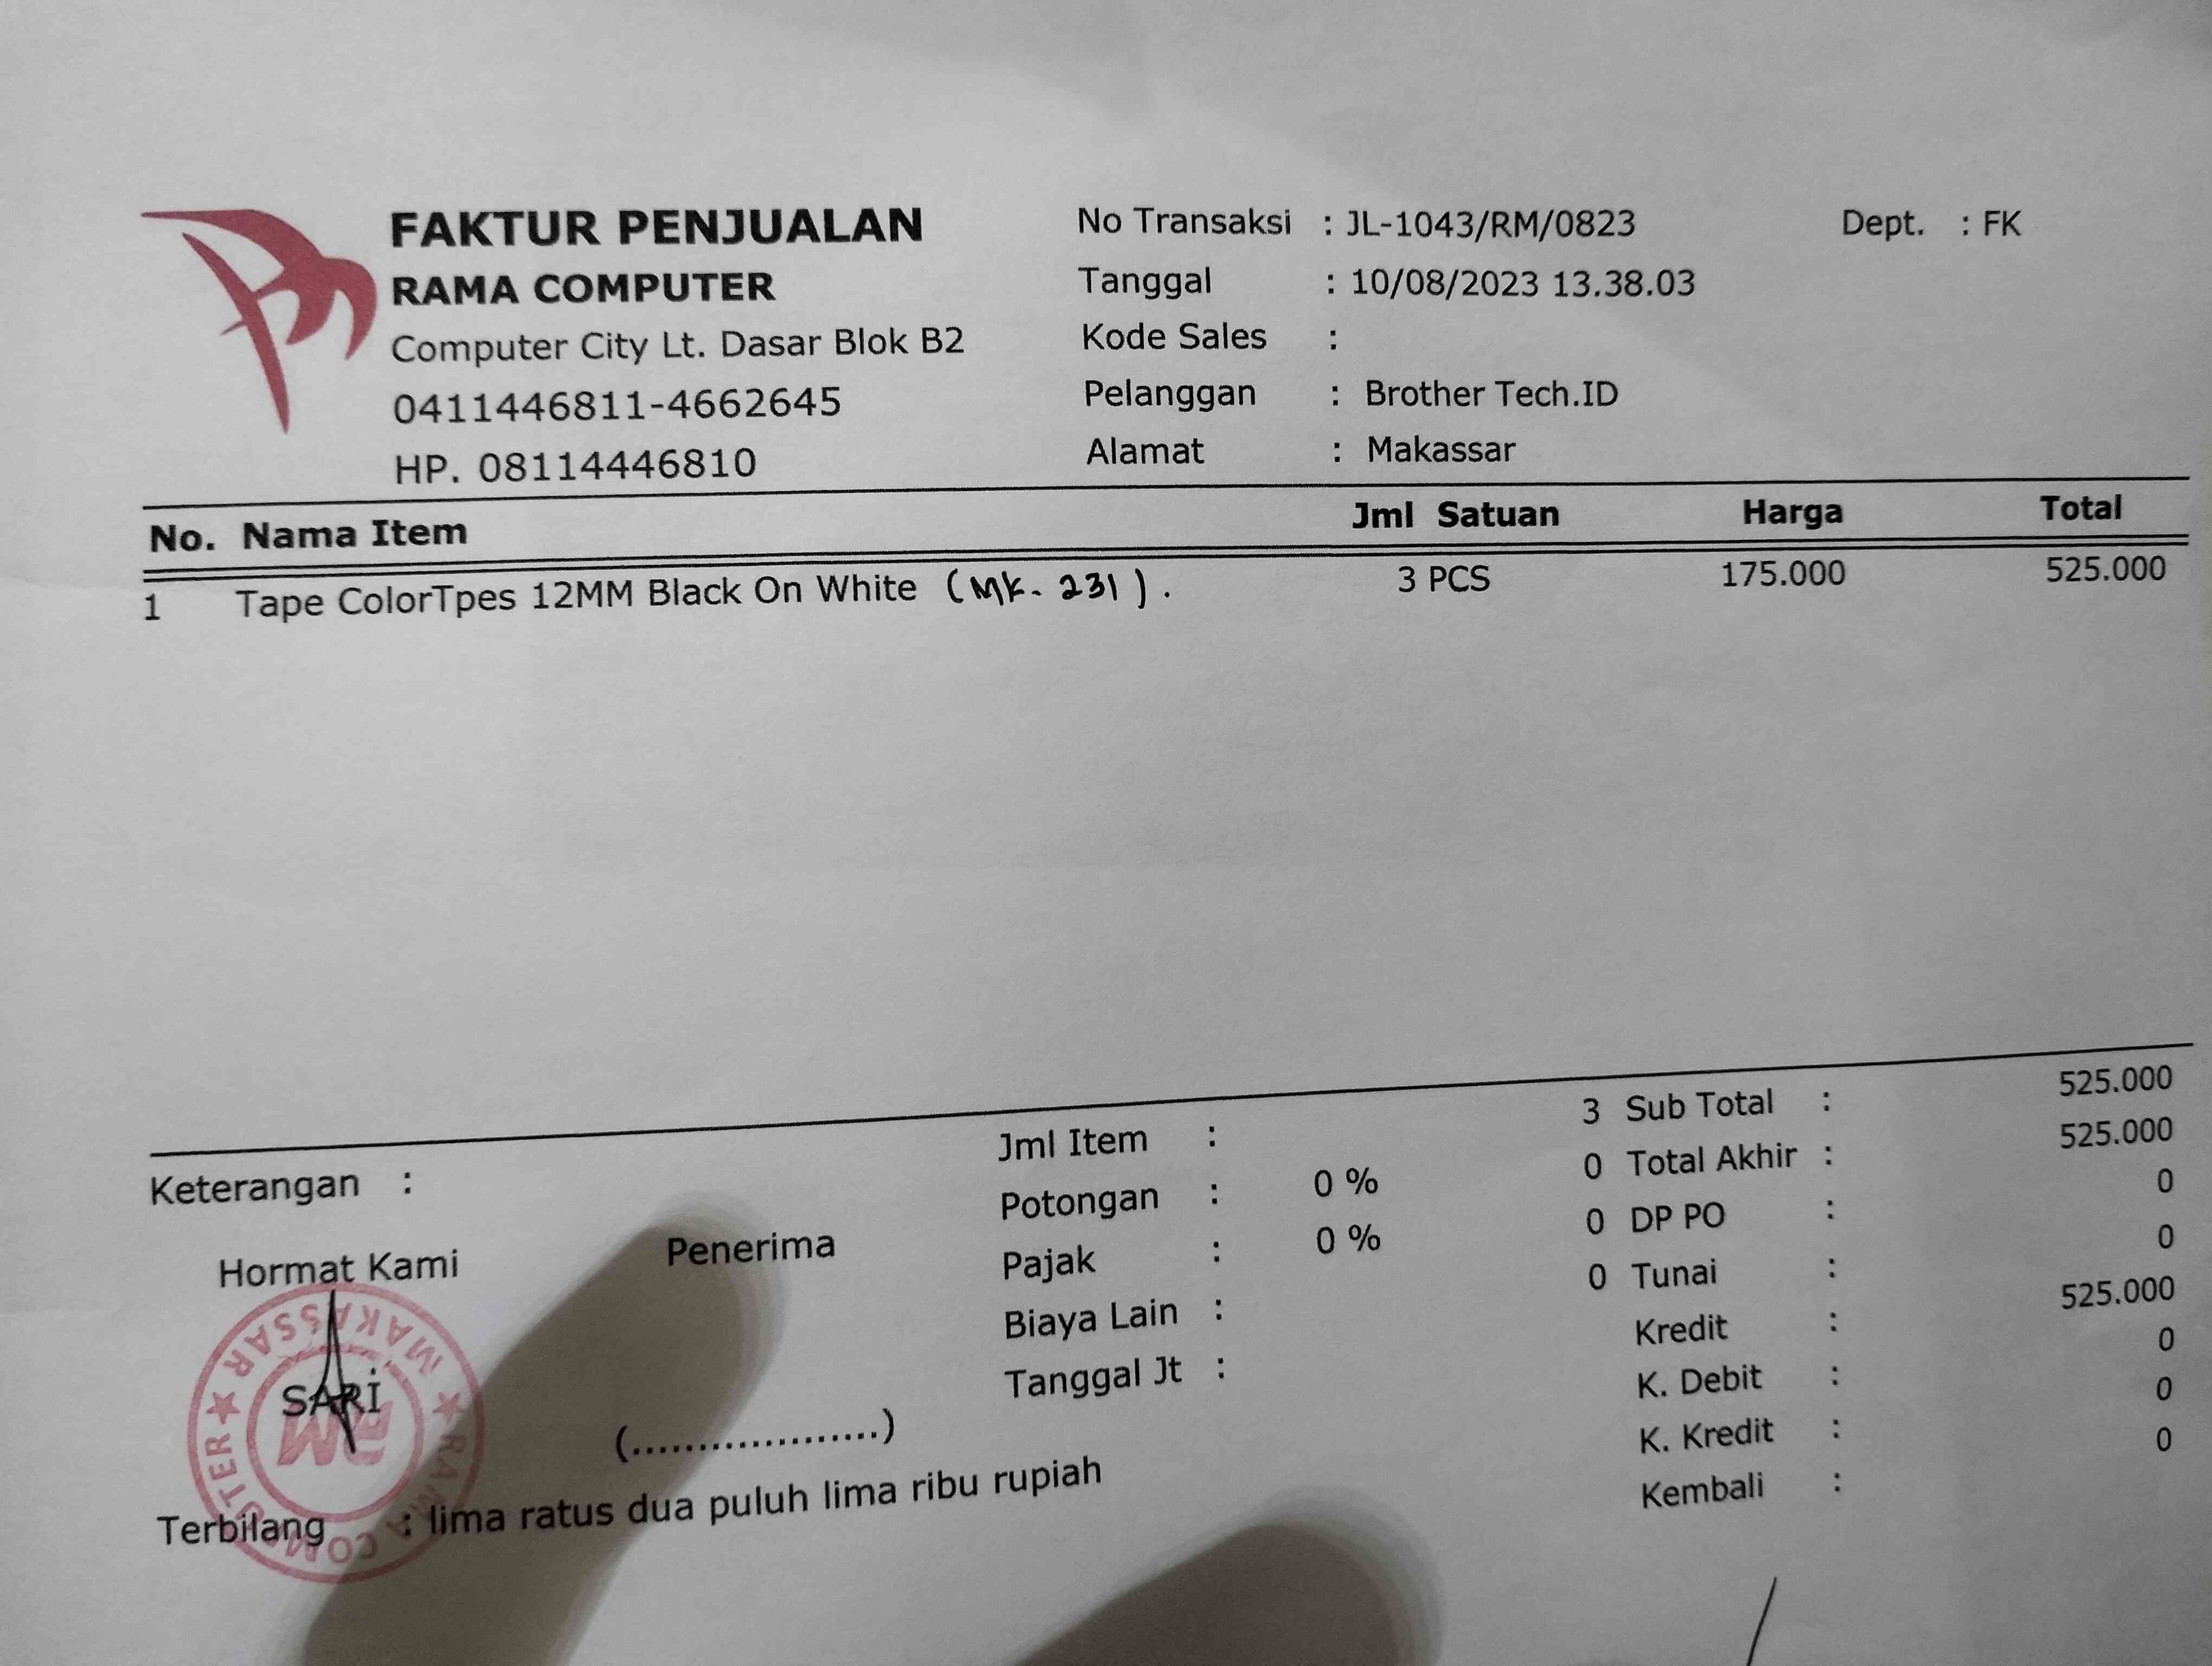 FAKTUR PENJUALAN
RAMA COMPUTER
Computer City Lt. Dasar Blok B2
0411446811-4662645
HP. 08114446810
No Transaksi : JL-1043/RM/0823
Dept. : FK
Tanggal : 10/08/2023 13.38.03
Kode Sales :
Pelanggan : Brother Tech.ID
Alamat : Makassar
No. Nama Item Jml Satuan Harga Total
1 Tape ColorTpes 12MM Black On White (MK. 231). 3 PCS 175.000 525.000
Keterangan :
Hormat Kami
Penerima
MAKASSAR
RAMA COMPUTER
RM
SARI
(...................)
Jml Item : 3
Potongan : 0 % 0
Pajak : 0 % 0
Biaya Lain : 0
Tanggal Jt :
Sub Total : 525.000
Total Akhir : 525.000
DP PO : 0
Tunai : 0
Kredit : 525.000
K. Debit : 0
K. Kredit : 0
Kembali : 0
Terbilang : lima ratus dua puluh lima ribu rupiah